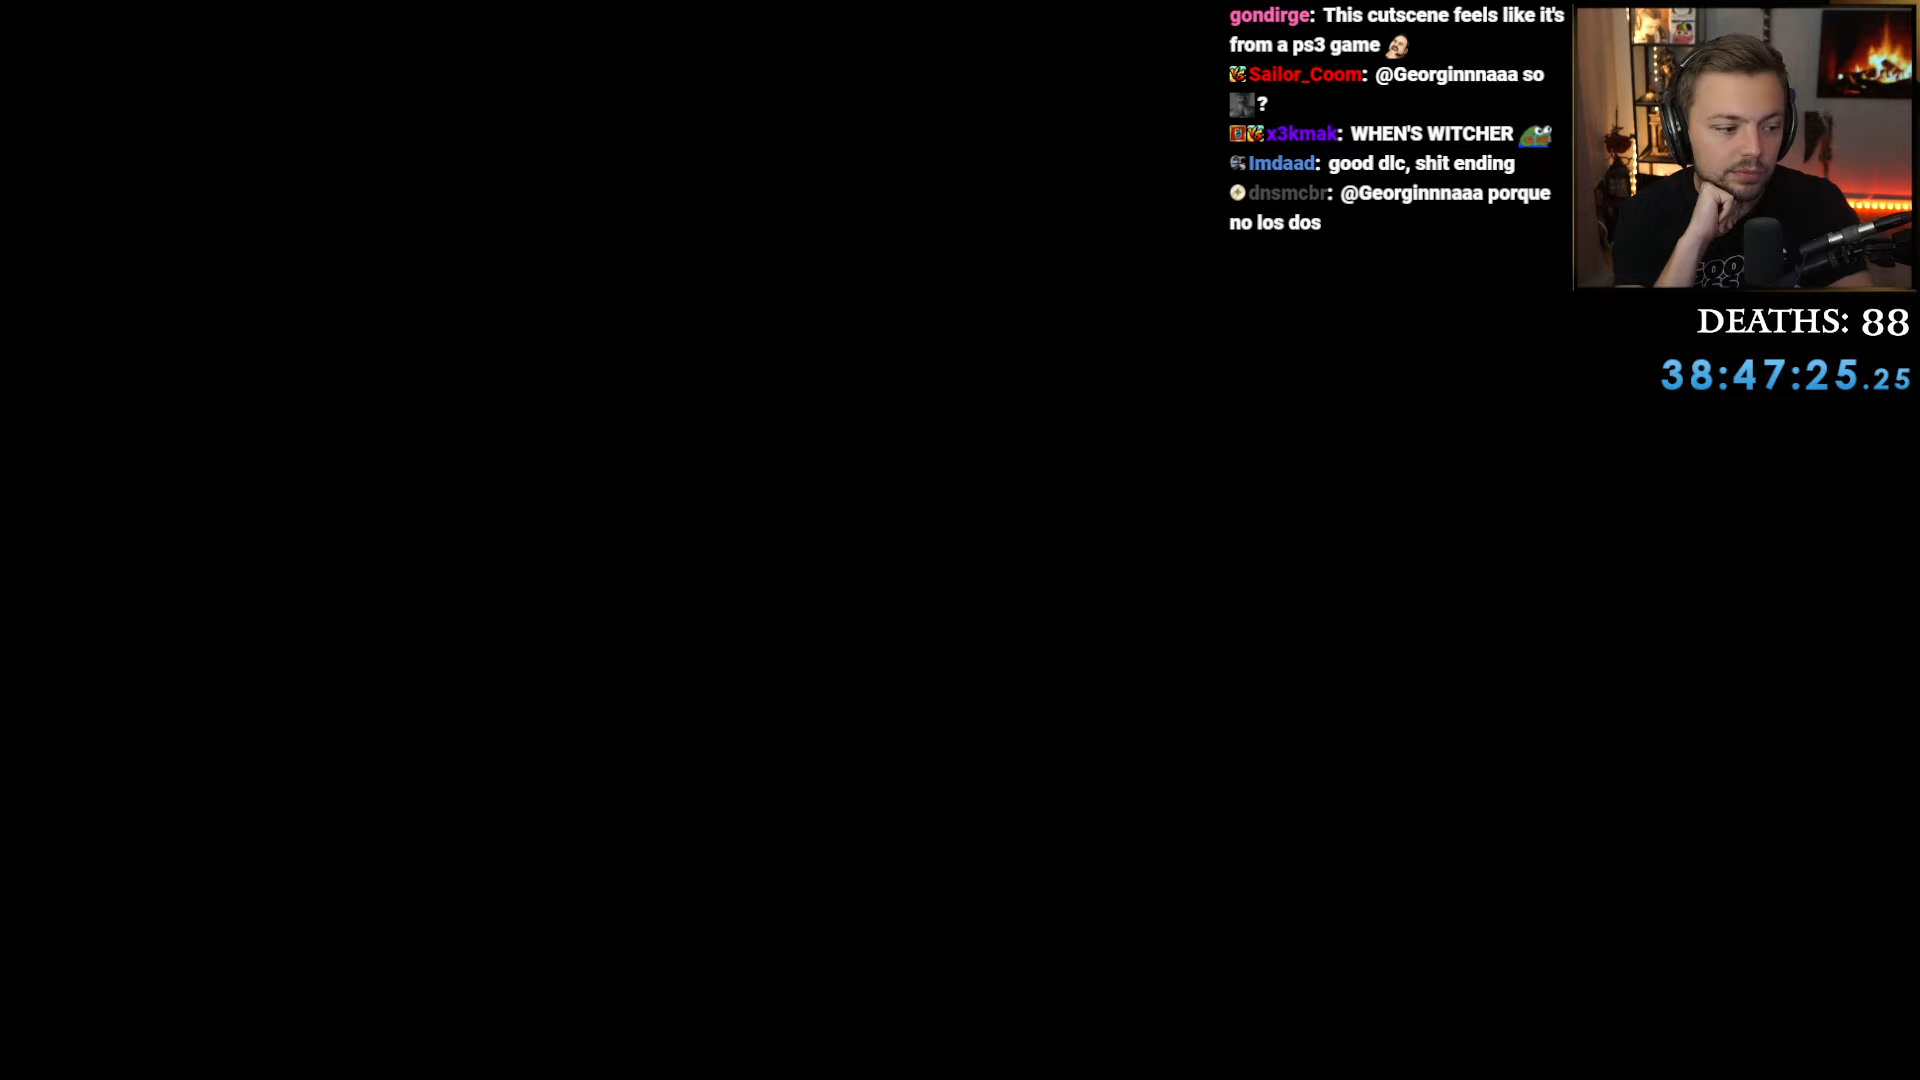 gondirge: This cutscene feels like it's
from a ps3 game
Sailor_Coom: @Georginnnaaa so
?
x3kmak: WHEN'S WITCHER
Imdaad: good dlc, shit ending
dnsmcbr: @Georginnnaaa porque
no los dos
DEATHS: 88
38:47:25.25